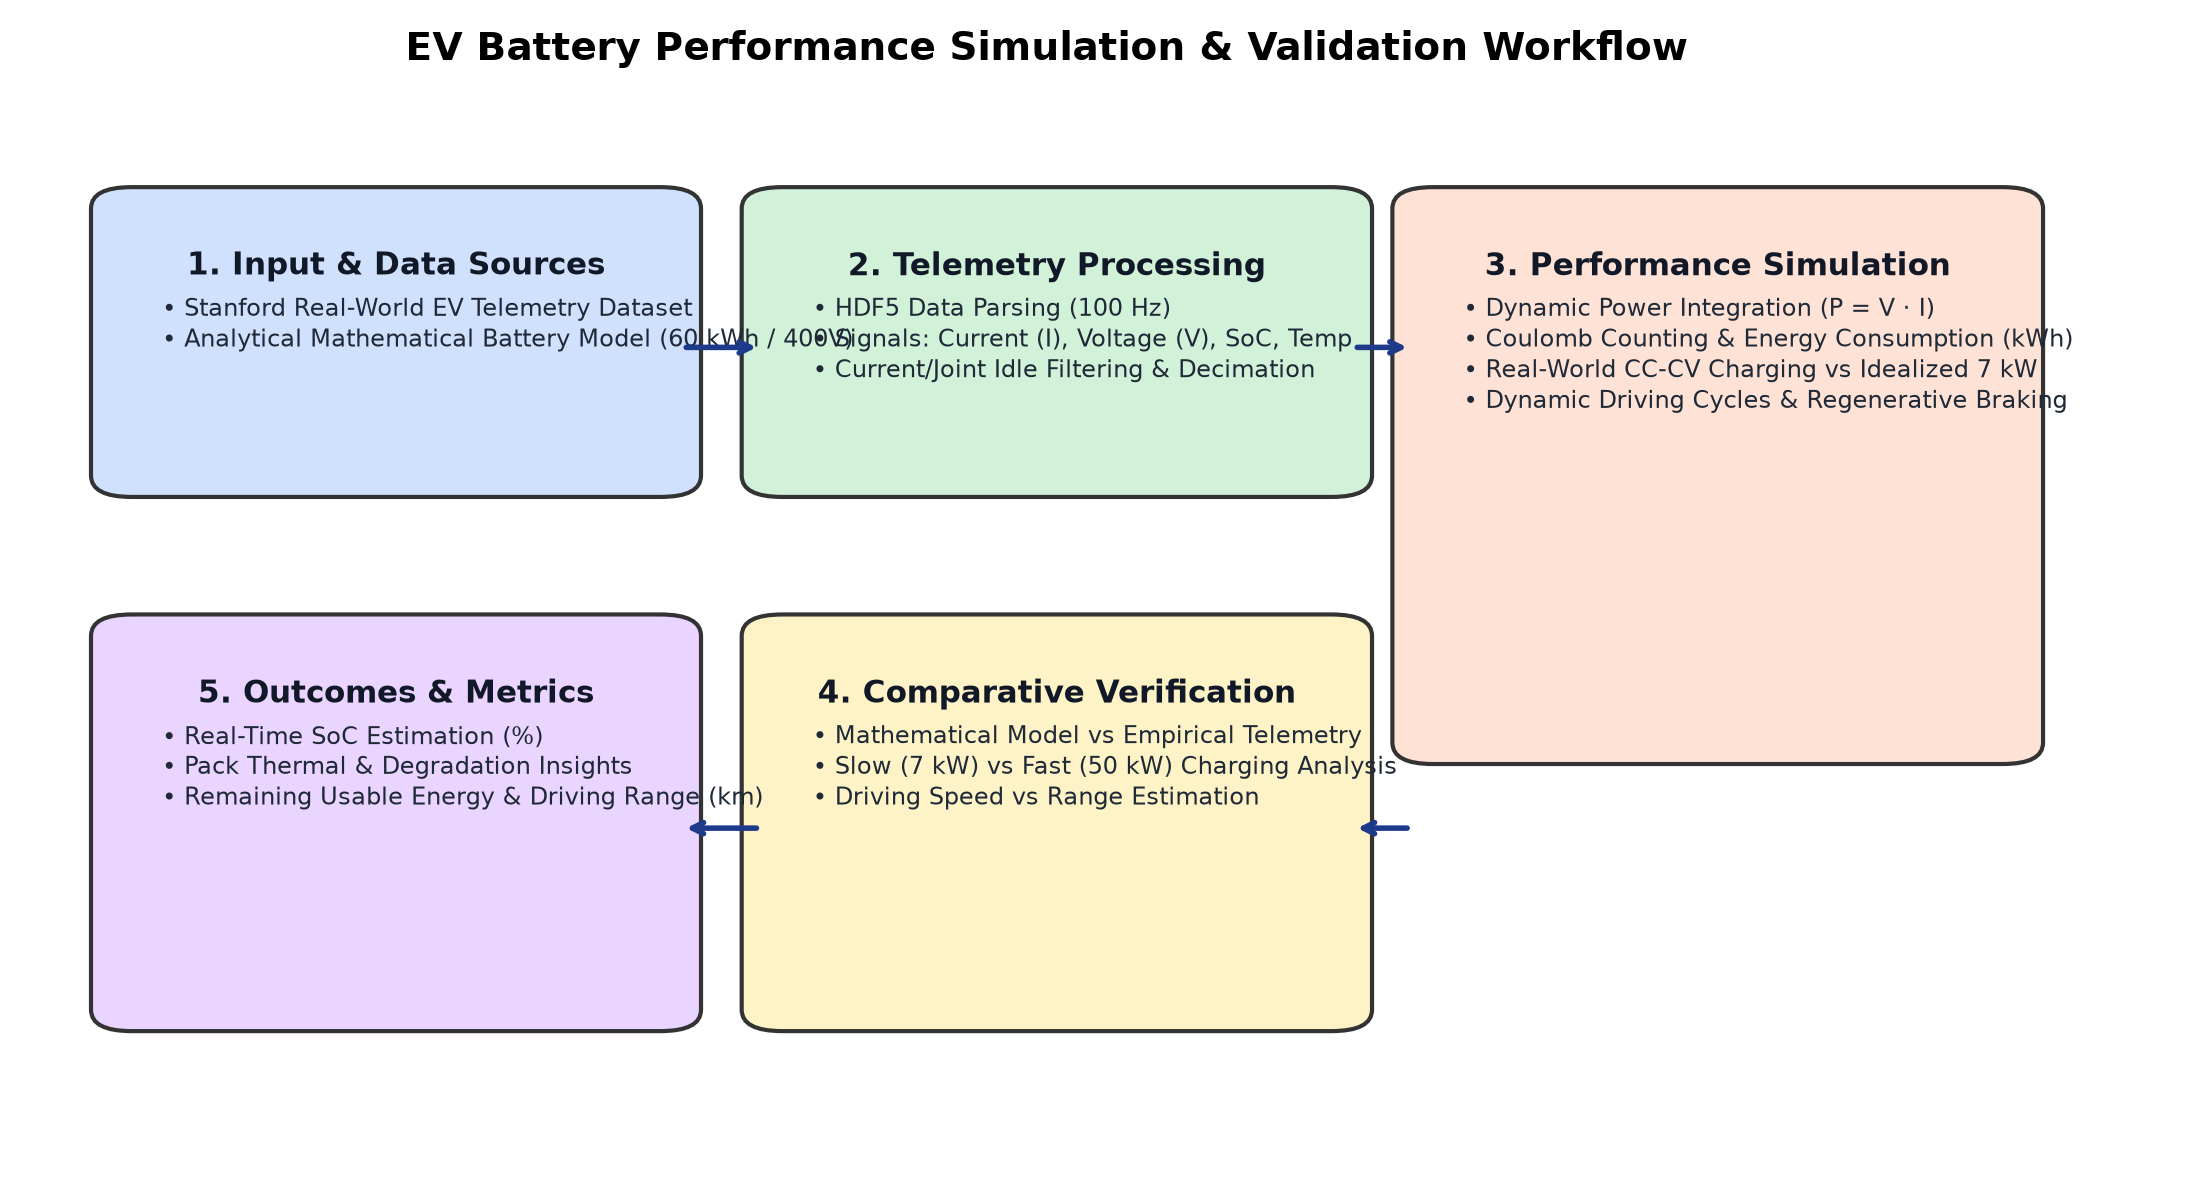 EV Battery Performance Simulation & Validation Workflow
1. Input & Data Sources
• Stanford Real-World EV Telemetry Dataset
• Analytical Mathematical Battery Model (60 kWh / 400V)
2. Telemetry Processing
• HDF5 Data Parsing (100 Hz)
• Signals: Current (I), Voltage (V), SoC, Temp
• Current/Joint Idle Filtering & Decimation
3. Performance Simulation
• Dynamic Power Integration (P = V · I)
• Coulomb Counting & Energy Consumption (kWh)
• Real-World CC-CV Charging vs Idealized 7 kW
• Dynamic Driving Cycles & Regenerative Braking
4. Comparative Verification
• Mathematical Model vs Empirical Telemetry
• Slow (7 kW) vs Fast (50 kW) Charging Analysis
• Driving Speed vs Range Estimation
5. Outcomes & Metrics
• Real-Time SoC Estimation (%)
• Pack Thermal & Degradation Insights
• Remaining Usable Energy & Driving Range (km)